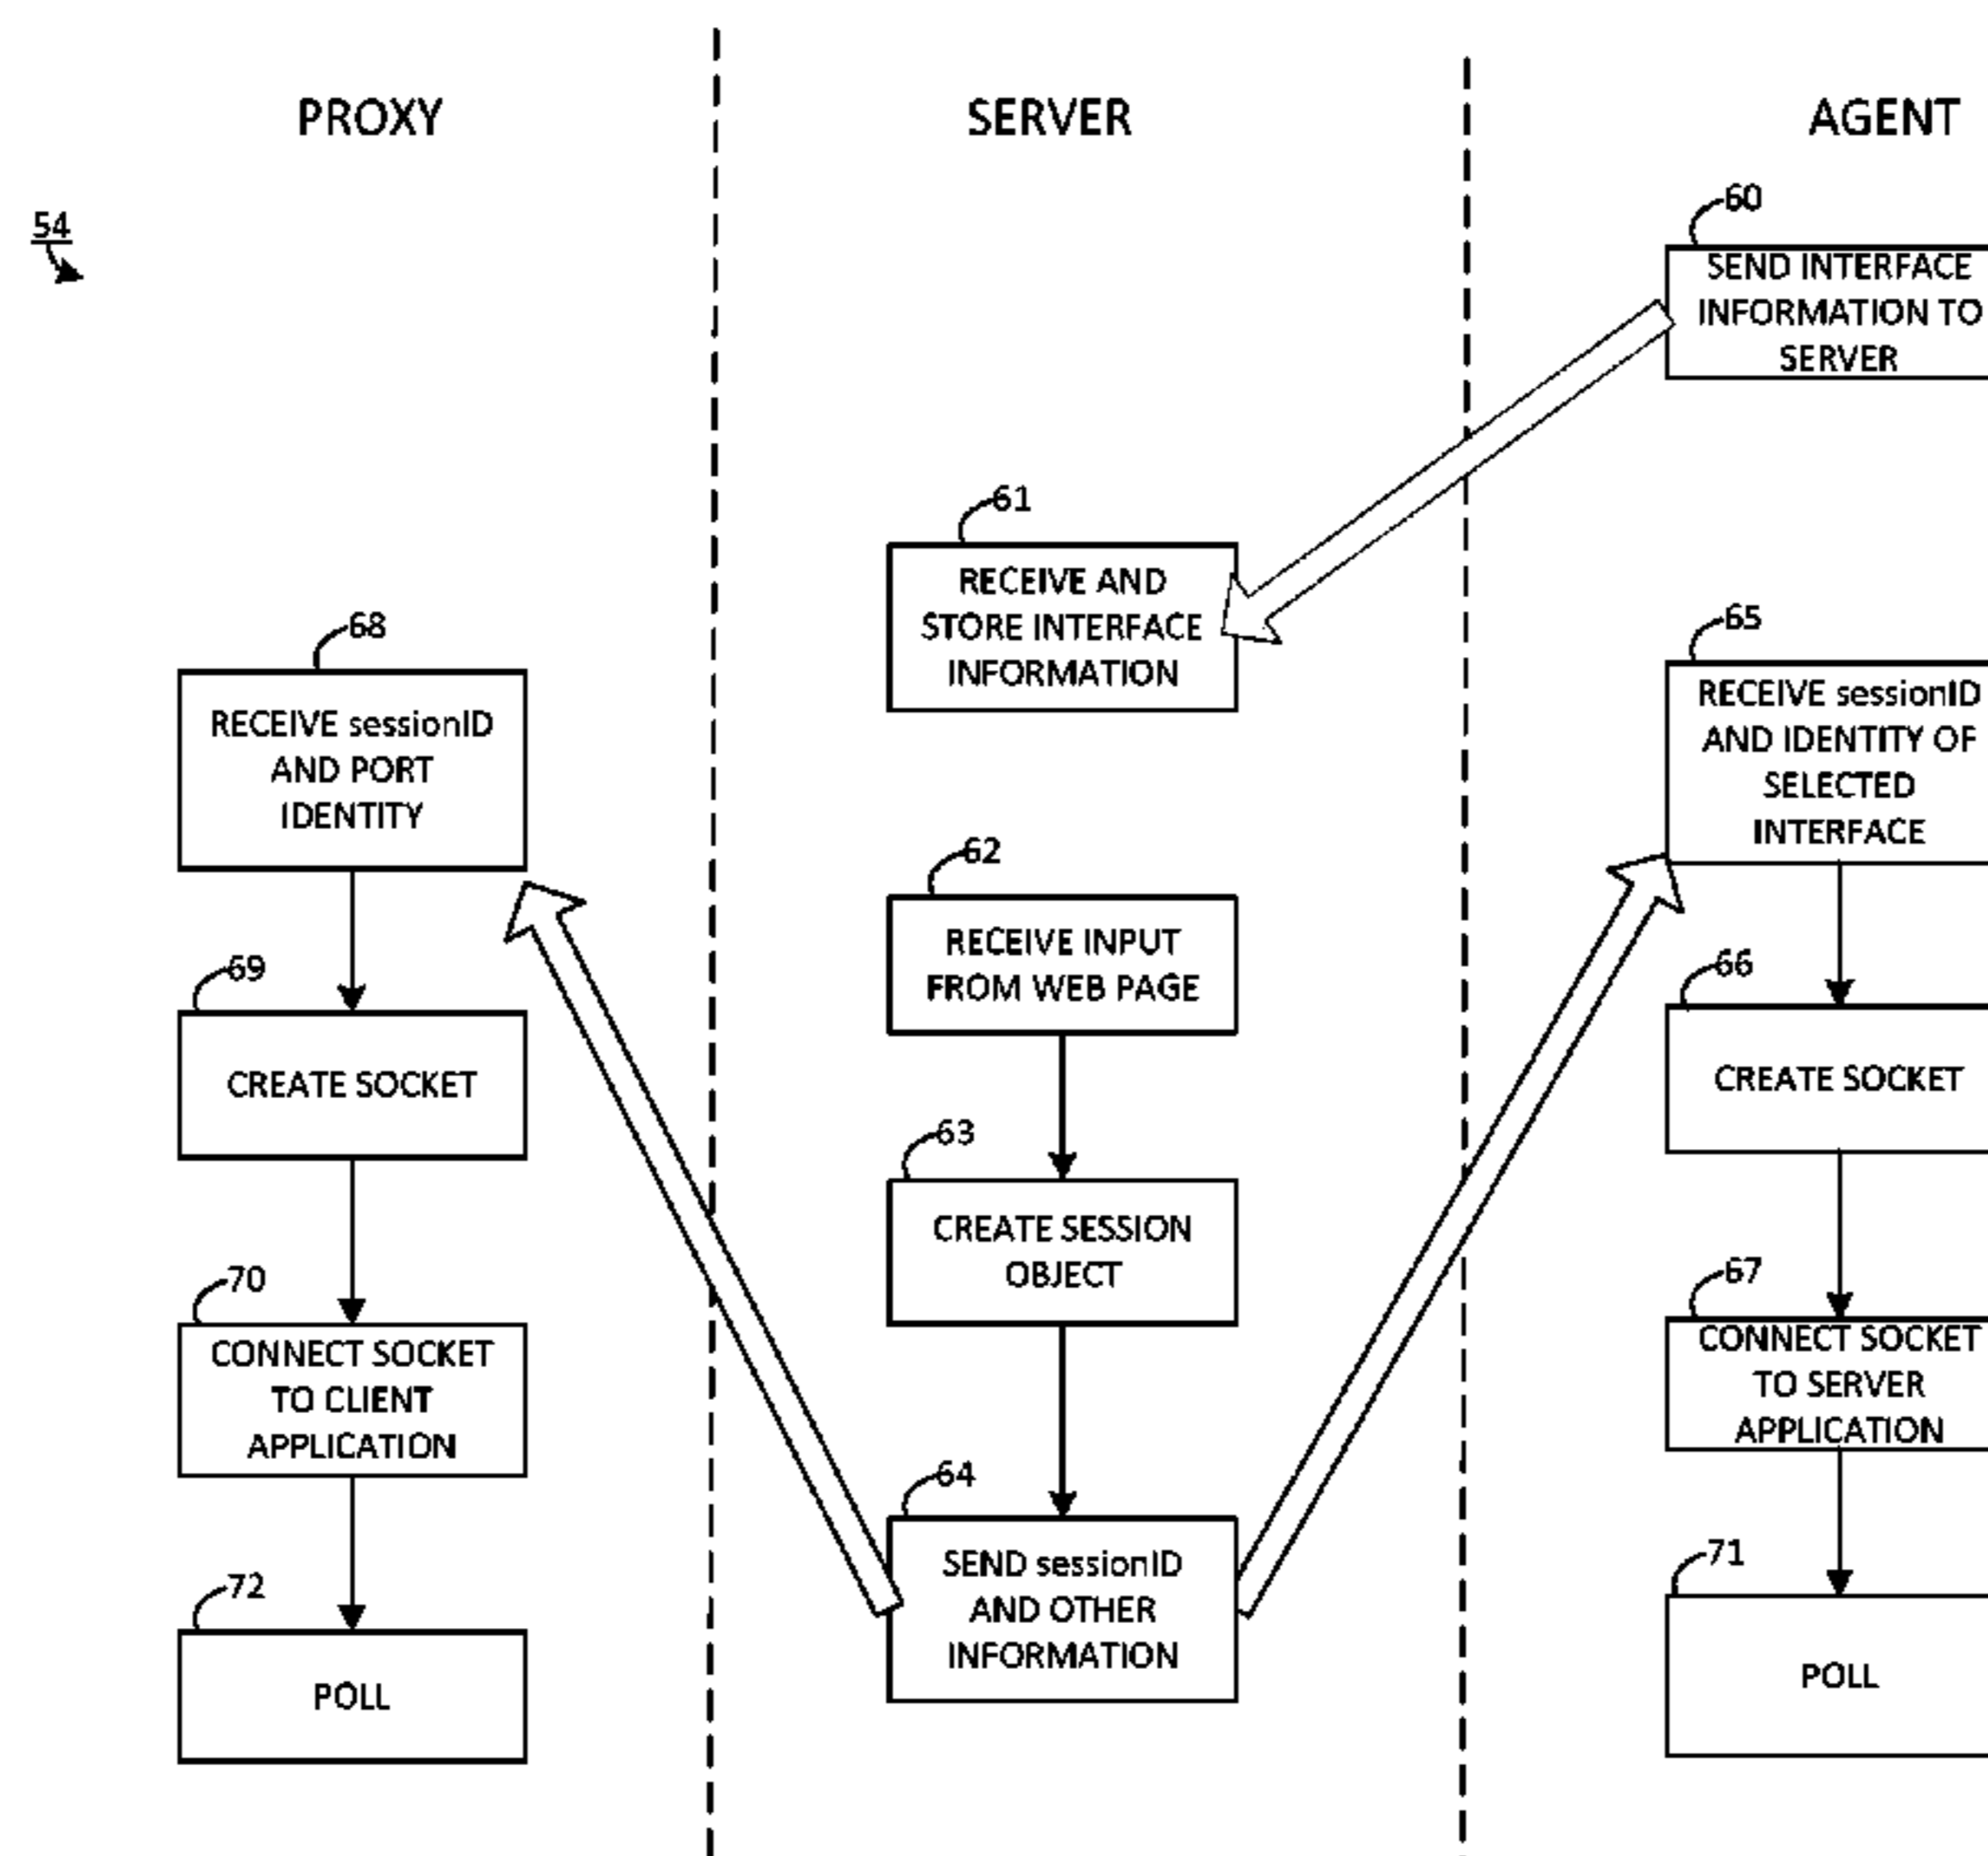 PROXY
SERVER
AGENT
54
60
SEND INTERFACE
INFORMATION TO
SERVER
61
RECEIVE AND
STORE INTERFACE
INFORMATION
68
RECEIVE sessionID
AND PORT
IDENTITY
65
RECEIVE sessionID
AND IDENTITY OF
SELECTED
INTERFACE
62
RECEIVE INPUT
FROM WEB PAGE
69
CREATE SOCKET
66
CREATE SOCKET
63
CREATE SESSION
OBJECT
70
CONNECT SOCKET
TO CLIENT
APPLICATION
67
CONNECT SOCKET
TO SERVER
APPLICATION
64
SEND sessionID
AND OTHER
INFORMATION
72
POLL
71
POLL